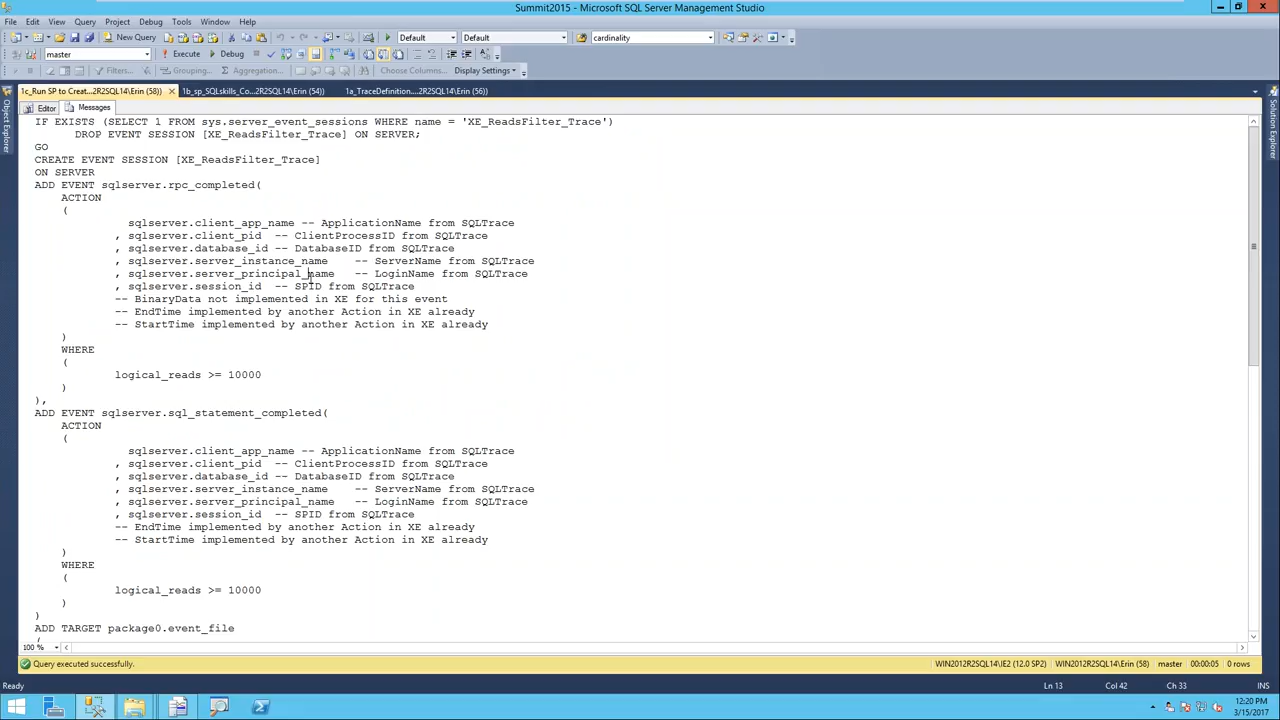 Summit2015 - Microsoft SQL Server Management Studio
File Edit View Query Project Debug Tools Window Help
New Query Default Default cardinality
master Execute Debug
Filters... Grouping... Aggregation... Choose Columns... Display Settings
1c_Run SP to Creat...2R2SQL14\Erin (58)) 1b_sp_SQLskills_Co...2R2SQL14\Erin (54)) 1a_TraceDefinition....2R2SQL14\Erin (56))
Editor Messages
Object Explorer
Solution Explorer
IF EXISTS (SELECT 1 FROM sys.server_event_sessions WHERE name = 'XE_ReadsFilter_Trace')
DROP EVENT SESSION [XE_ReadsFilter_Trace] ON SERVER;
GO
CREATE EVENT SESSION [XE_ReadsFilter_Trace]
ON SERVER
ADD EVENT sqlserver.rpc_completed(
ACTION
(
sqlserver.client_app_name -- ApplicationName from SQLTrace
, sqlserver.client_pid -- ClientProcessID from SQLTrace
, sqlserver.database_id -- DatabaseID from SQLTrace
, sqlserver.server_instance_name -- ServerName from SQLTrace
, sqlserver.server_principal_name -- LoginName from SQLTrace
, sqlserver.session_id -- SPID from SQLTrace
-- BinaryData not implemented in XE for this event
-- EndTime implemented by another Action in XE already
-- StartTime implemented by another Action in XE already
)
WHERE
(
logical_reads >= 10000
)
),
ADD EVENT sqlserver.sql_statement_completed(
ACTION
(
sqlserver.client_app_name -- ApplicationName from SQLTrace
, sqlserver.client_pid -- ClientProcessID from SQLTrace
, sqlserver.database_id -- DatabaseID from SQLTrace
, sqlserver.server_instance_name -- ServerName from SQLTrace
, sqlserver.server_principal_name -- LoginName from SQLTrace
, sqlserver.session_id -- SPID from SQLTrace
-- EndTime implemented by another Action in XE already
-- StartTime implemented by another Action in XE already
)
WHERE
(
logical_reads >= 10000
)
)
ADD TARGET package0.event_file
(
100 %
Query executed successfully. WIN2012R2SQL14\IE2 (12.0 SP2) WIN2012R2SQL14\Erin (58) master 00:00:05 0 rows
Ready Ln 13 Col 42 Ch 33 INS
12:20 PM
3/15/2017